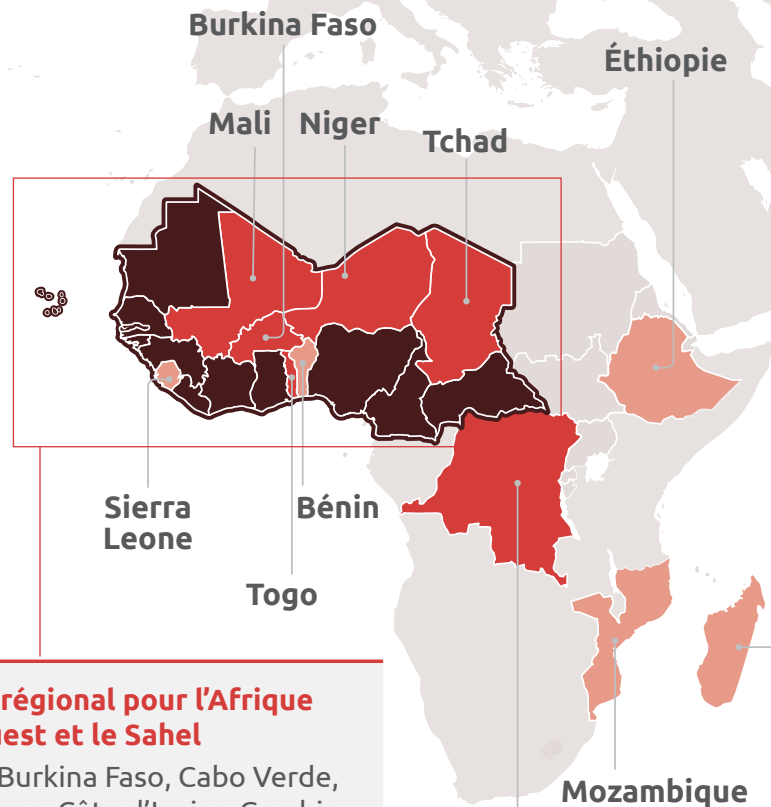 Burkina Faso
Éthiopie
Mali
Niger
Tchad
Sierra
Leone
Bénin
Togo
régional pour l'Afrique
et le Sahel
Burkina Faso, Cabo Verde,
Mozambique